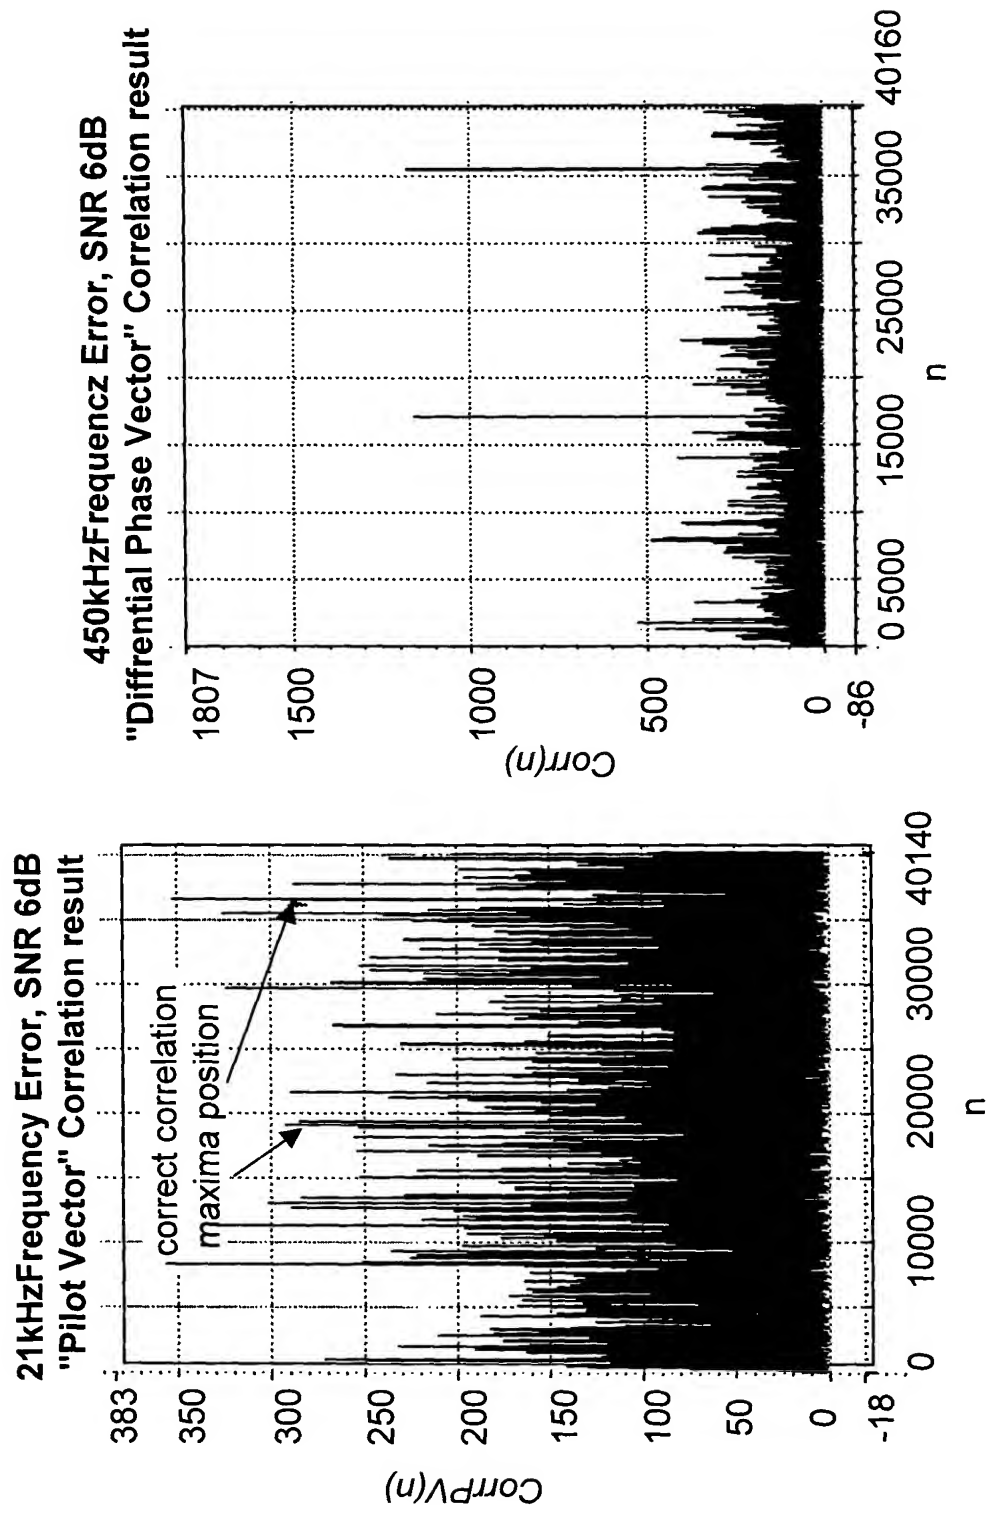 21kHzFrequency Error, SNR 6dB
"Pilot Vector" Correlation result
383
350
300
250
200
150
100
50
0
-18
CorrPV(n)
correct correlation
maxima position
0
10000
20000
30000
40140
n
450kHzFrequencz Error, SNR 6dB
"Diffrential Phase Vector" Correlation result
1807
1500
1000
500
0
-86
Corr(n)
0 5000
15000
25000
35000
40160
n